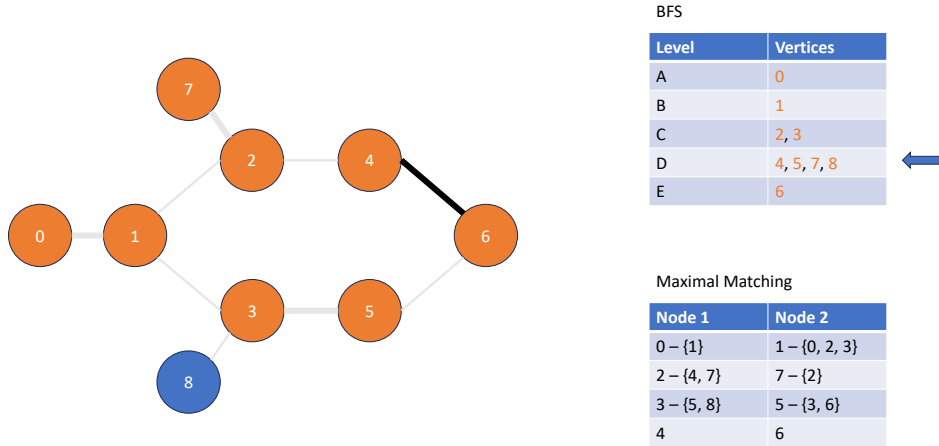 BFS
Level Vertices
A 0
B 1
C 2, 3
D 4, 5, 7, 8
E 6
7
2 4
0 1 6
3 5
8
Maximal Matching
Node 1 Node 2
0 – {1} 1 – {0, 2, 3}
2 – {4, 7} 7 – {2}
3 – {5, 8} 5 – {3, 6}
4 6